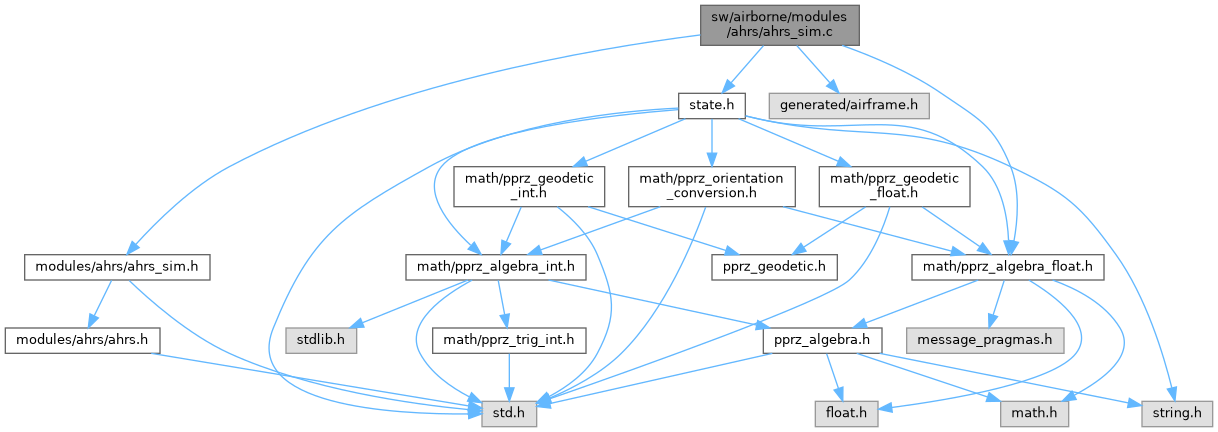 sw/airborne/modules
/ahrs/ahrs_sim.c
state.h
generated/airframe.h
math/pprz_geodetic
_int.h
math/pprz_orientation
_conversion.h
math/pprz_geodetic
_float.h
modules/ahrs/ahrs_sim.h
math/pprz_algebra_int.h
pprz_geodetic.h
math/pprz_algebra_float.h
modules/ahrs/ahrs.h
stdlib.h
math/pprz_trig_int.h
pprz_algebra.h
message_pragmas.h
std.h
float.h
math.h
string.h